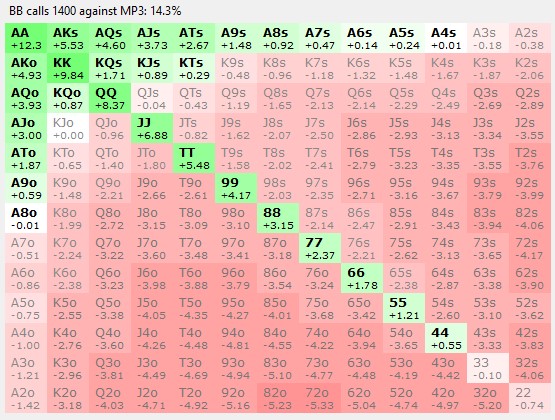 BB calls 1400 against MP3: 14.3%
AA AKs AQs AJs ATs A9s A8s A7s A6s A5s A4s A3s A2s
+12.3 +5.53 +4.60 +3.73 +2.67 +1.48 +0.92 +0.47 +0.14 +0.24 +0.01 -0.18 -0.38
AKo KK KQs KJs KTs K9s K8s K7s K6s K5s K4s K3s K2s
+4.93 +9.84 +1.71 +0.89 +0.29 -0.48 -0.96 -1.18 -1.32 -1.48 -1.67 -1.87 -2.06
AQo KQo QQ QJs QTs Q9s Q8s Q7s Q6s Q5s Q4s Q3s Q2s
+3.93 +0.87 +8.37 -0.04 -0.43 -1.19 -1.65 -2.13 -2.14 -2.29 -2.49 -2.69 -2.89
AJo KJo QJo JJ JTs J9s J8s J7s J6s J5s J4s J3s J2s
+3.00 +0.00 -0.96 +6.88 -0.82 -1.62 -2.07 -2.50 -2.86 -2.93 -3.13 -3.34 -3.55
ATo KTo QTo JTo TT T9s T8s T7s T6s T5s T4s T3s T2s
+1.87 -0.65 -1.40 -1.80 +5.48 -1.58 -2.02 -2.41 -2.79 -3.23 -3.35 -3.55 -3.76
A9o K9o Q9o J9o T9o 99 98s 97s 96s 95s 94s 93s 92s
+0.59 -1.48 -2.21 -2.66 -2.61 +4.17 -2.03 -2.35 -2.71 -3.16 -3.67 -3.79 -3.99
A8o K8o Q8o J8o T8o 98o 88 87s 86s 85s 84s 83s 82s
-0.01 -1.99 -2.72 -3.15 -3.09 -3.10 +3.15 -2.14 -2.47 -2.91 -3.43 -3.94 -4.06
A7o K7o Q7o J7o T7o 97o 87o 77 76s 75s 74s 73s 72s
-0.51 -2.24 -3.22 -3.60 -3.48 -3.41 -3.18 +2.37 -2.21 -2.62 -3.13 -3.65 -4.17
A6o K6o Q6o J6o T6o 96o 86o 76o 66 65s 64s 63s 62s
-0.86 -2.38 -3.23 -3.98 -3.88 -3.79 -3.54 -3.24 +1.78 -2.38 -2.87 -3.38 -3.90
A5o K5o Q5o J5o T5o 95o 85o 75o 65o 55 54s 53s 52s
-0.75 -2.55 -3.38 -4.05 -4.35 -4.27 -4.01 -3.68 -3.42 +1.21 -2.60 -3.10 -3.62
A4o K4o Q4o J4o T4o 94o 84o 74o 64o 54o 44 43s 42s
-1.00 -2.76 -3.60 -4.26 -4.48 -4.81 -4.55 -4.22 -3.94 -3.65 +0.55 -3.33 -3.83
A3o K3o Q3o J3o T3o 93o 83o 73o 63o 53o 43o 33 32s
-1.21 -2.96 -3.81 -4.49 -4.69 -4.94 -5.10 -4.77 -4.48 -4.19 -4.42 -0.10 -4.06
A2o K2o Q2o J2o T2o 92o 82o 72o 62o 52o 42o 32o 22
-1.42 -3.18 -4.03 -4.71 -4.92 -5.16 -5.23 -5.33 -5.04 -4.74 -4.97 -5.20 -0.74